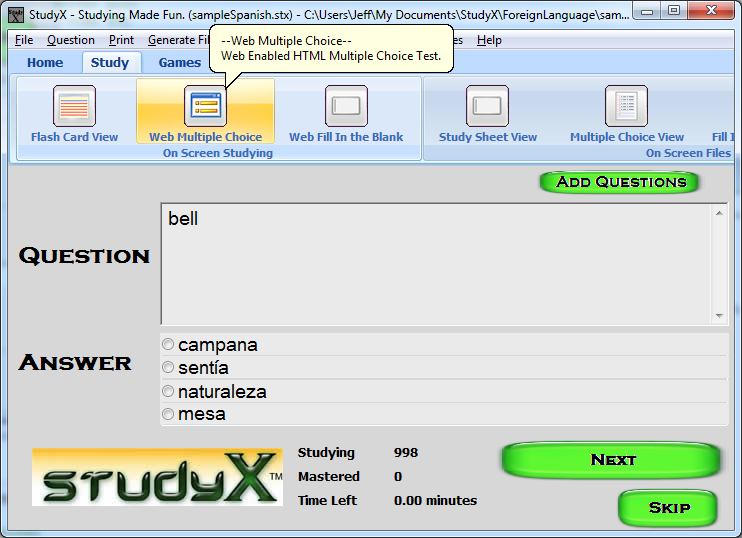 StudyX - Studying Made Fun. (sampleSpanish.stx) - C:\Users\Jeff\My Documents\StudyX\ForeignLanguage\sam...
File Question Print Generate Fil es Help
--Web Multiple Choice--
Web Enabled HTML Multiple Choice Test.
Home Study Games
Flash Card View Web Multiple Choice Web Fill In the Blank Study Sheet View Multiple Choice View Fill I
On Screen Studying On Screen Files
Add Questions
Question
bell
Answer
campana
sentía
naturaleza
mesa
studyX™
Studying 998
Mastered 0
Time Left 0.00 minutes
Next
Skip